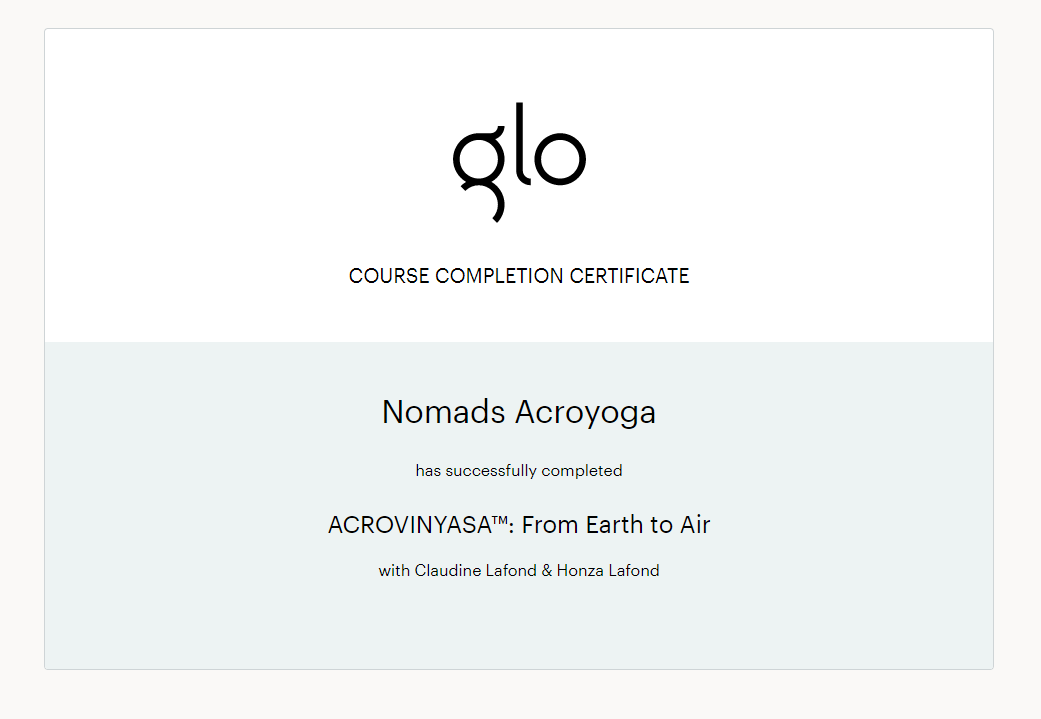 glo
COURSE COMPLETION CERTIFICATE
Nomads Acroyoga
has successfully completed
ACROVINYASA™: From Earth to Air
with Claudine Lafond & Honza Lafond